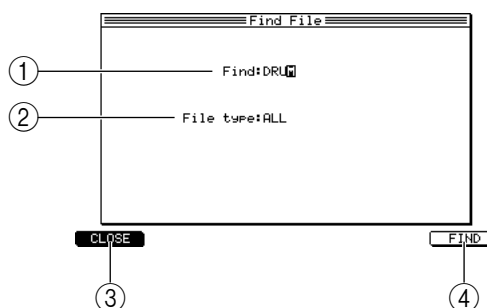 Find File
① Find:DRUM
② File type:ALL
CLOSE FIND
③ ④